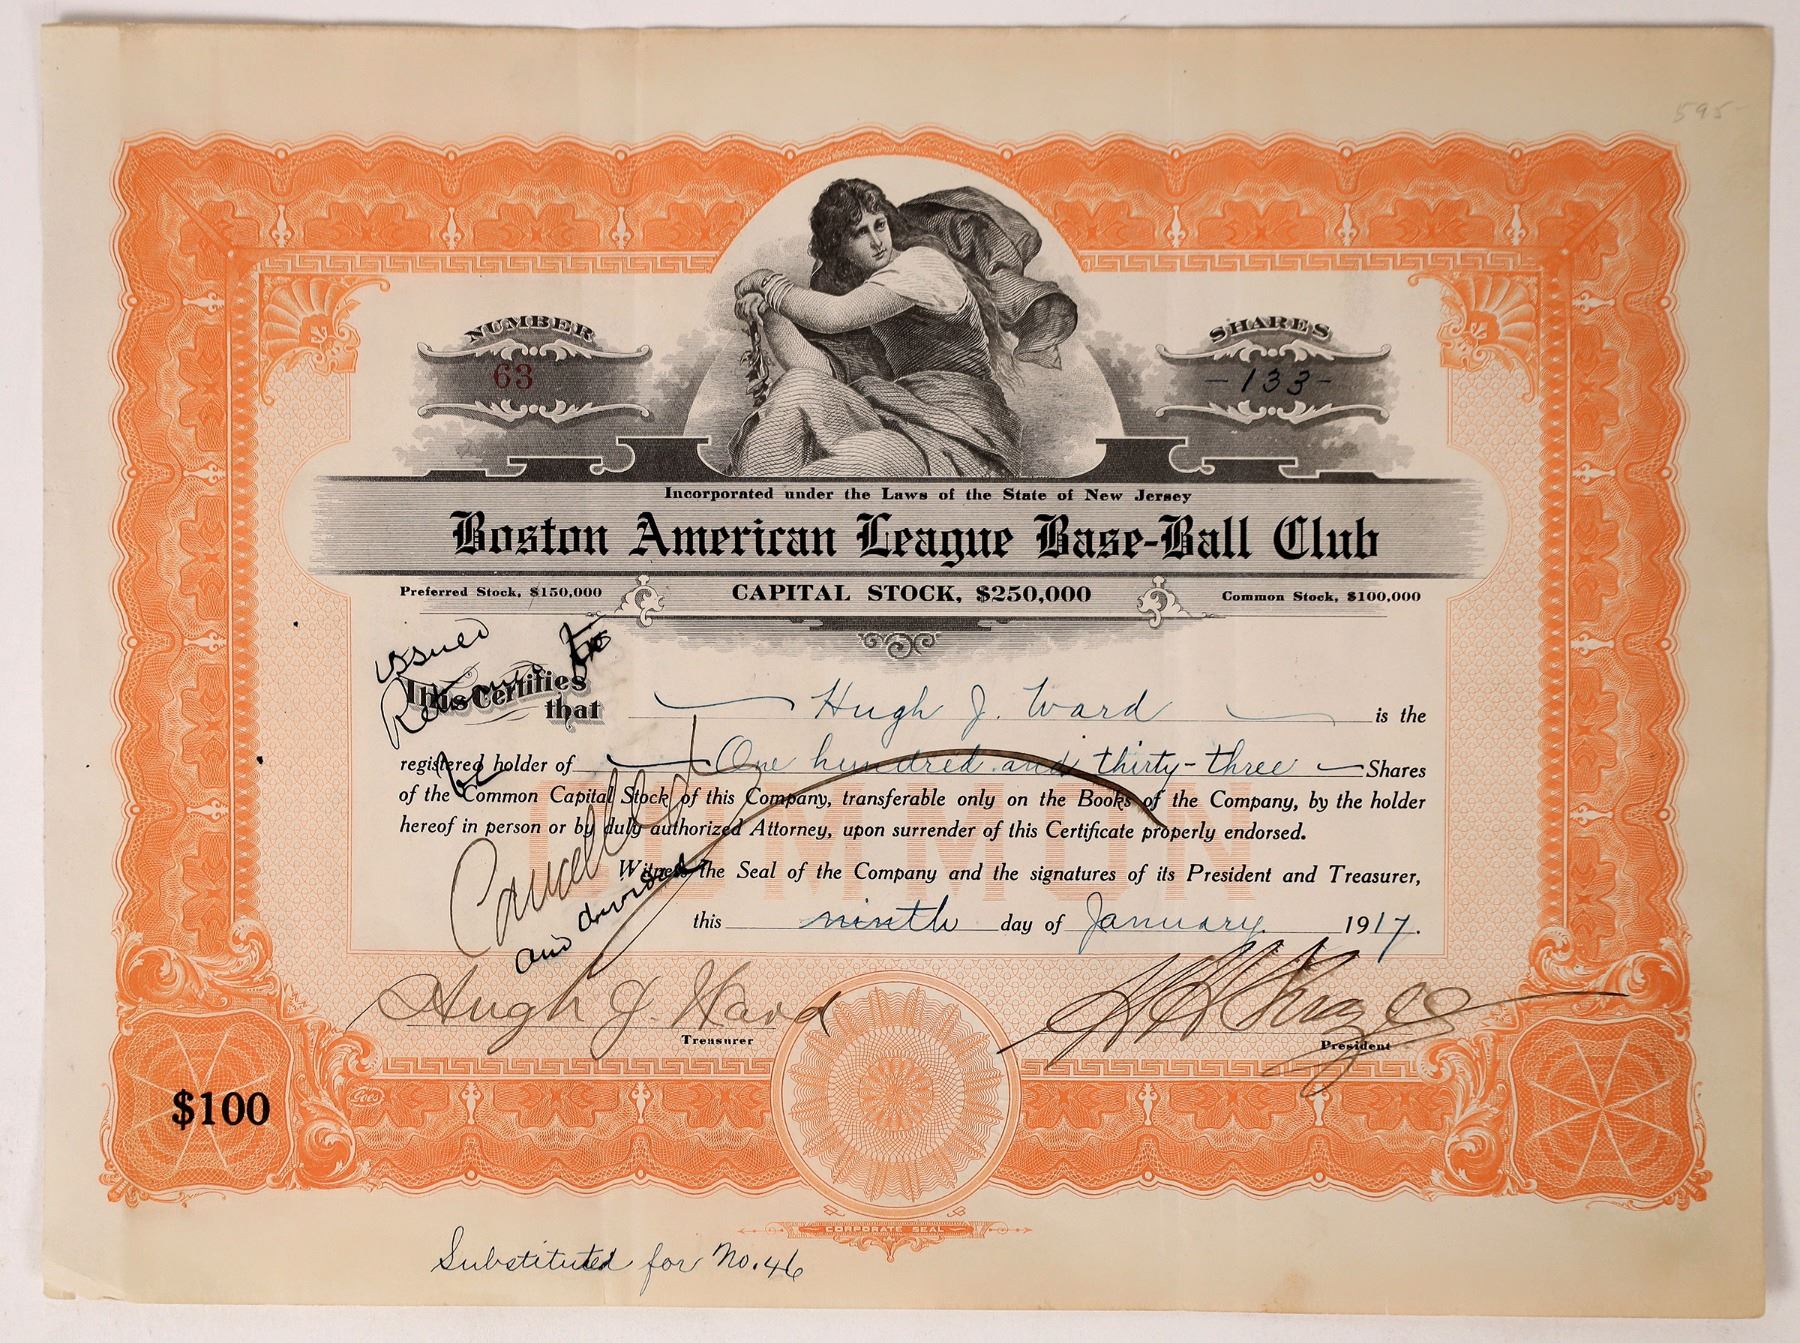 595-
NUMBER
63
SHARES
-133-
Incorporated under the Laws of the State of New Jersey
Boston American League Base-Ball Club
Preferred Stock, $150,000
CAPITAL STOCK, $250,000
Common Stock, $100,000
issued
This Certifies
that Hugh J. Ward is the
registered holder of One hundred and thirty-three Shares
of the Common Capital Stock of this Company, transferable only on the Books of the Company, by the holder
hereof in person or by duly authorized Attorney, upon surrender of this Certificate properly endorsed.
COMMON
Cancelled
and divided
Witness the Seal of the Company and the signatures of its President and Treasurer,
this ninth day of January 1917.
Hugh J. Ward
Treasurer
H H Frazee
President
$100
Goes
CORPORATE SEAL
Substituted for No. 46